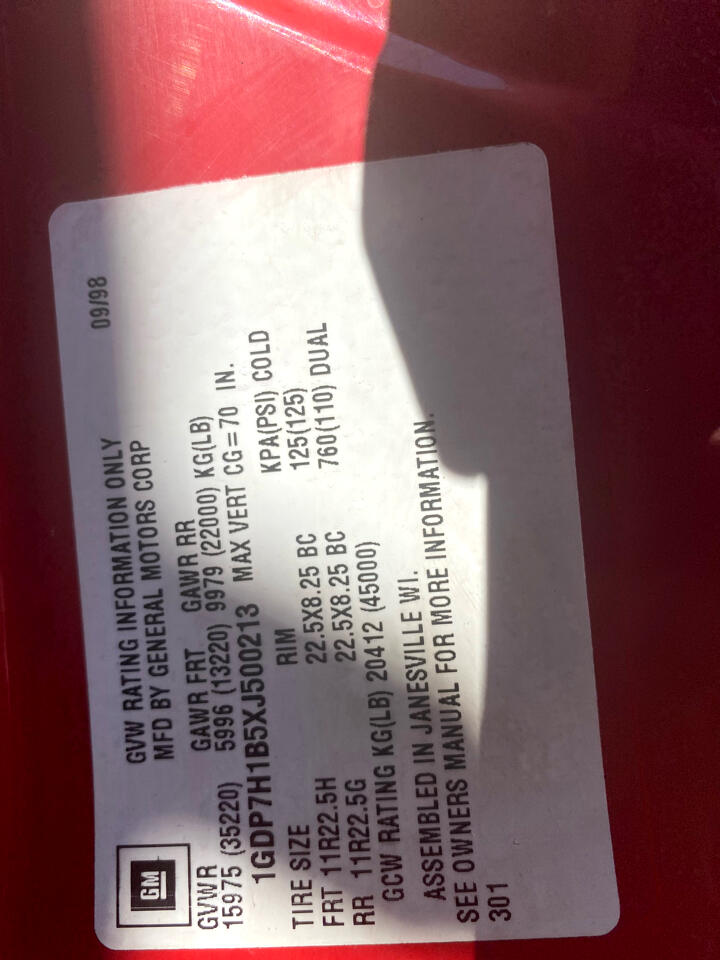 GM
GVW RATING INFORMATION ONLY 09/98
MFD BY GENERAL MOTORS CORP
GVWR GAWR FRT GAWR RR
15975 (35220) 5996 (13220) 9979 (22000) KG(LB)
1GDP7H1B5XJ500213 MAX VERT CG=70 IN.
TIRE SIZE RIM KPA(PSI) COLD
FRT 11R22.5H 22.5X8.25 BC 125(125)
RR 11R22.5G 22.5X8.25 BC 760(110) DUAL
GCW RATING KG(LB) 20412 (45000)
ASSEMBLED IN JANESVILLE WI.
SEE OWNERS MANUAL FOR MORE INFORMATION.
301